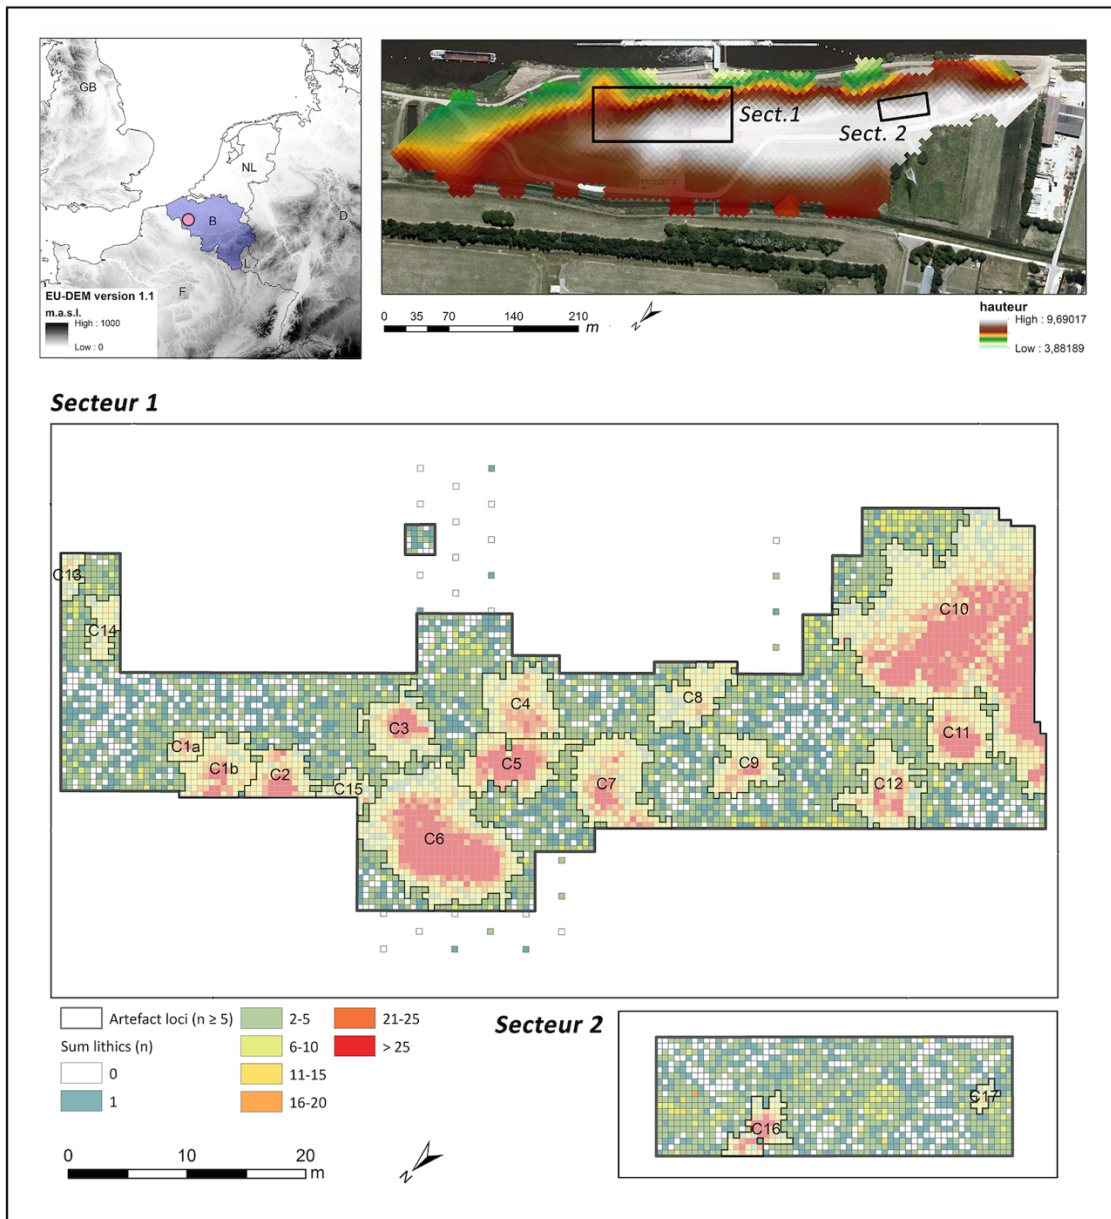 GB
NL
B
D
L
F
EU-DEM version 1.1
m.a.s.l.
High : 1000
Low : 0
Sect.1
Sect. 2
0 35 70 140 210
m
N
hauteur
High : 9,69017
Low : 3,88189
Secteur 1
C13
C14
C10
C4
C8
C3
C1a
C11
C1b
C2
C5
C9
C7
C12
C15
C6
Artefact loci (n ≥ 5)
Sum lithics (n)
0
1
2-5
6-10
11-15
16-20
21-25
> 25
Secteur 2
C17
C16
0 10 20
m
N